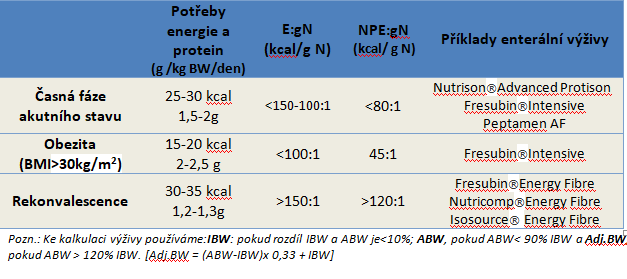 Potřeby
energie a
protein
(g /kg BW/den)
E:gN
(kcal/g N)
NPE:gN
(kcal/ g N)
Příklady enterální výživy
Časná fáze
akutního stavu
25-30 kcal
1,5-2g
<150-100:1
<80:1
Nutrison®Advanced Protison
Fresubin®Intensive
Peptamen AF
Obezita
(BMI>30kg/m²)
15-20 kcal
2-2,5 g
<100:1
45:1
Fresubin®Intensive
Rekonvalescence
30-35 kcal
1,2-1,3g
>150:1
>120:1
Fresubin®Energy Fibre
Nutricomp®Energy Fibre
Isosource® Energy Fibre
Pozn.: Ke kalkulaci výživy používáme:IBW: pokud rozdíl IBW a ABW je<10%; ABW, pokud ABW< 90% IBW a Adj.BW,
pokud ABW > 120% IBW. [Adj.BW = (ABW-IBW)x 0,33 + IBW]